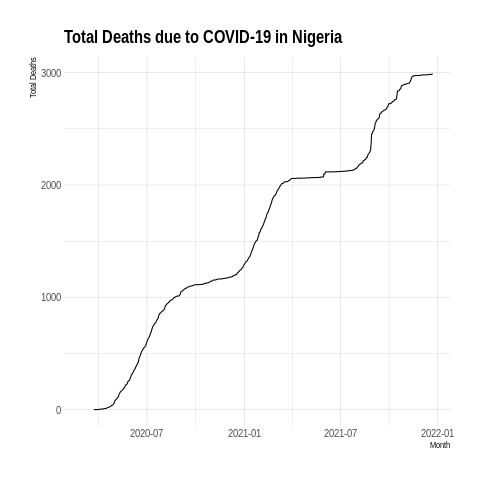 Total Deaths due to COVID-19 in Nigeria
Total Deaths
3000
2000
1000
0
2020-07 2021-01 2021-07 2022-01
Month